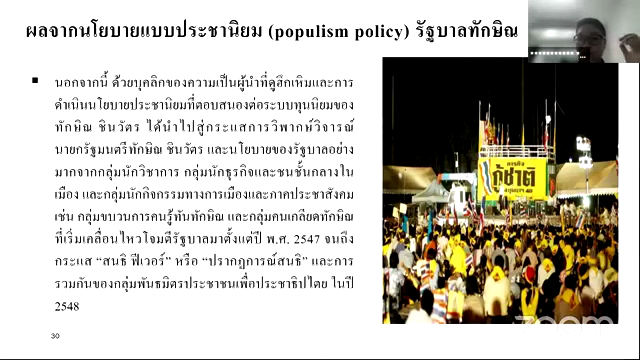 ผลจากนโยบายแบบประชานิยม (populism policy) รัฐบาลทักษิณ
นอกจากนี้ ด้วยบุคลิกของความเป็นผู้นำที่ดูฮึกเหิมและการ
ดำเนินนโยบายประชานิยมที่ตอบสนองต่อระบบทุนนิยมของ
ทักษิณ ชินวัตร ได้นำไปสู่กระแสการวิพากษ์วิจารณ์
นายกรัฐมนตรีทักษิณ ชินวัตร และนโยบายของรัฐบาลอย่าง
มากจากกลุ่มนักวิชาการ กลุ่มนักธุรกิจและชนชั้นกลางใน
เมือง และกลุ่มนักกิจกรรมทางการเมืองและภาคประชาสังคม
เช่น กลุ่มขบวนการคนรู้ทันทักษิณ และกลุ่มคนเกลียดทักษิณ
ที่เริ่มเคลื่อนไหวโจมตีรัฐบาลมาตั้งแต่ปี พ.ศ. 2547 จนถึง
กระแส “สนธิ ฟีเวอร์” หรือ “ปรากฏการณ์สนธิ” และการ
รวมกันของกลุ่มพันธมิตรประชาชนเพื่อประชาธิปไตย ในปี
2548
ภารกิจ
กู้ชาติ
30
zoom